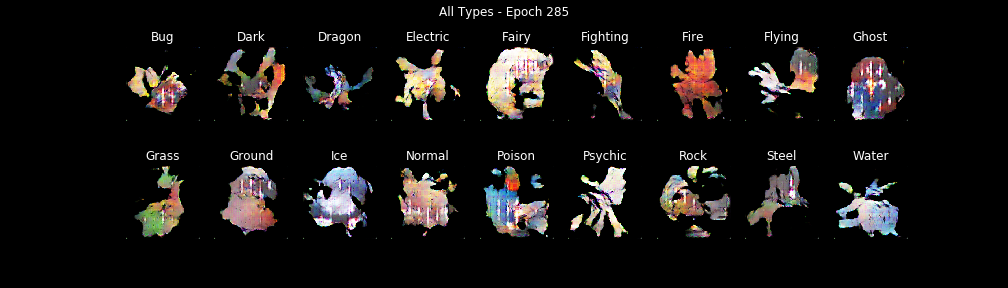 All Types - Epoch 285
Bug Dark Dragon Electric Fairy Fighting Fire Flying Ghost
Grass Ground Ice Normal Poison Psychic Rock Steel Water